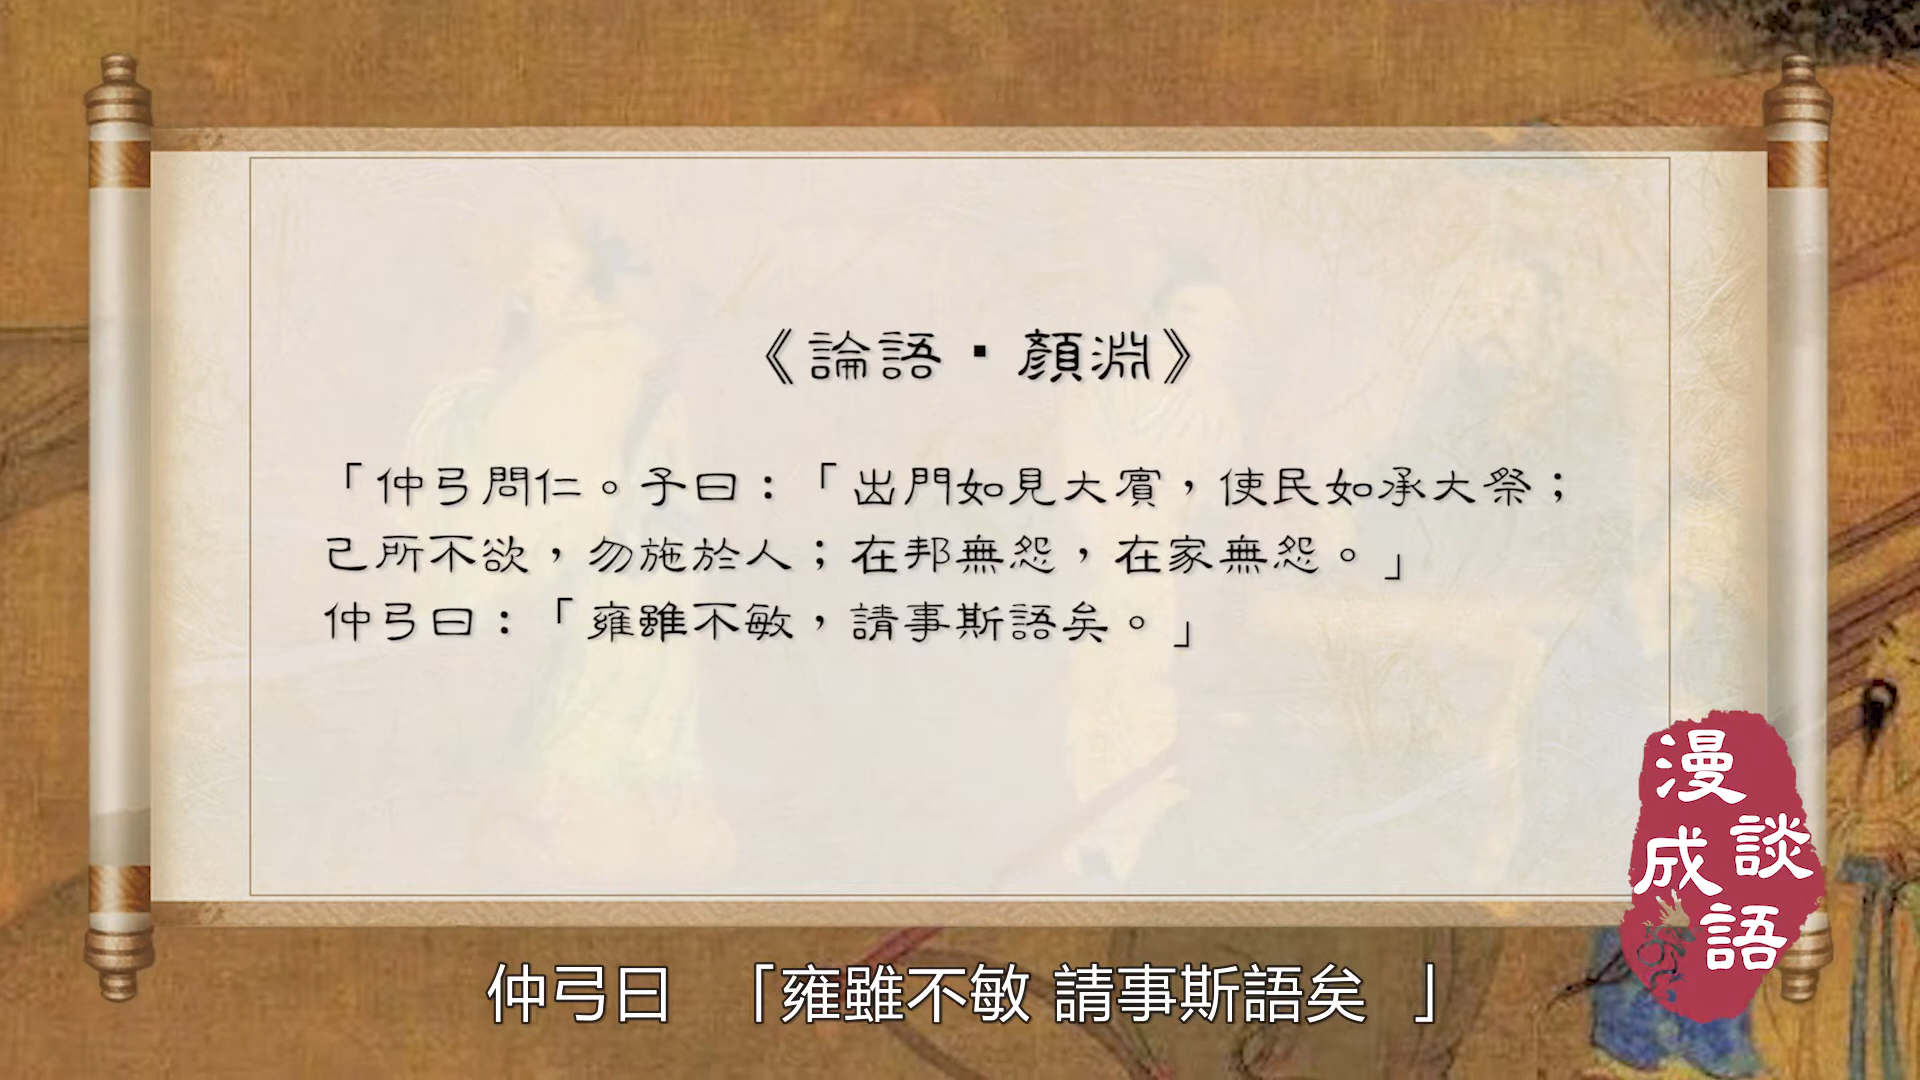 《論語·顏淵》
「仲弓問仁。子曰：「出門如見大賓，使民如承大祭；
己所不欲，勿施於人；在邦無怨，在家無怨。」
仲弓曰：「雍雖不敏，請事斯語矣。」
漫談成語
仲弓曰 「雍雖不敏 請事斯語矣 」